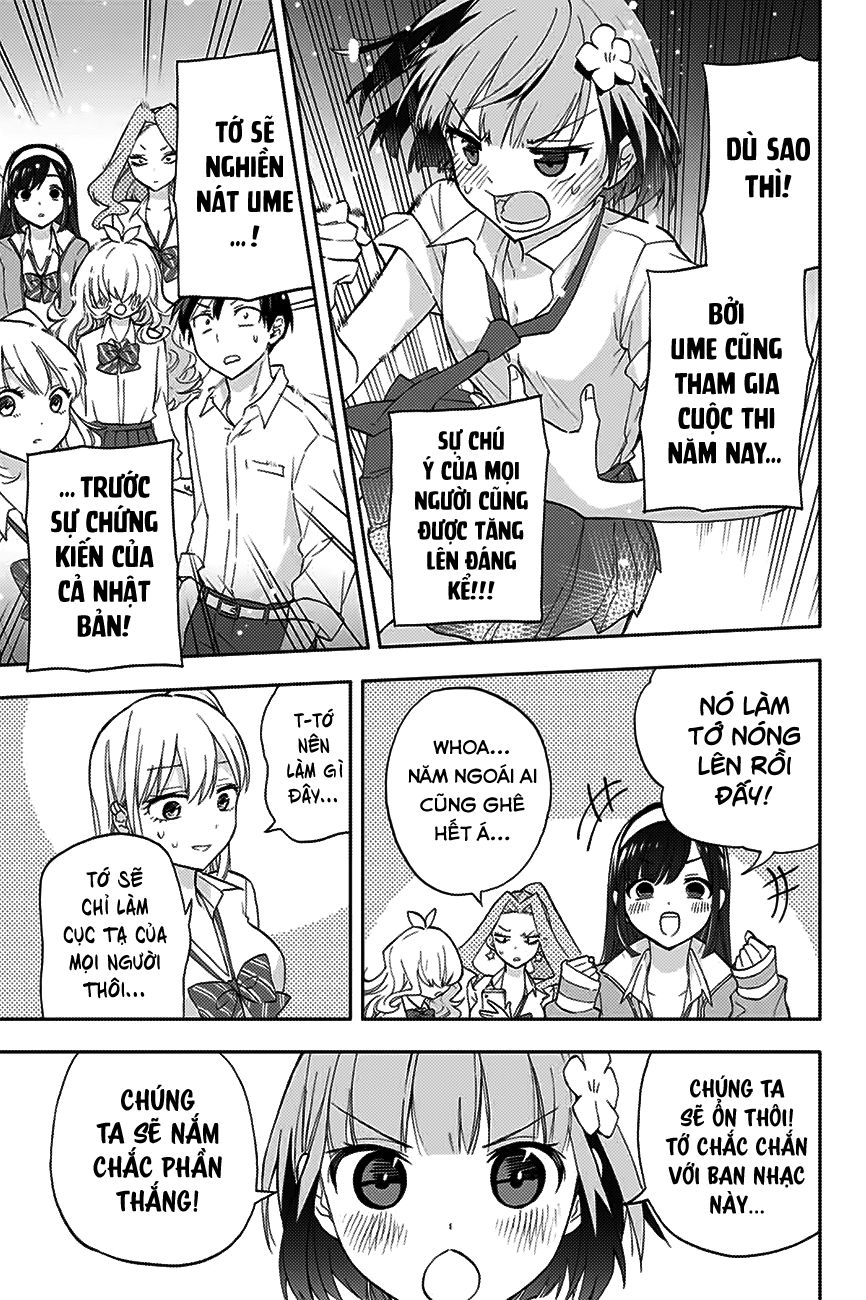 DÙ SAO
THÌ!
BỞI
UME CŨNG
THAM GIA
CUỘC THI
NĂM NAY...
SỰ CHÚ
Ý CỦA MỌI
NGƯỜI CŨNG
ĐƯỢC TĂNG
LÊN ĐÁNG
KỂ!!!
TỚ SẼ
NGHIỀN
NÁT UME
...!
... TRƯỚC
SỰ CHỨNG
KIẾN CỦA
CẢ NHẬT
BẢN!
NÓ LÀM
TỚ NÓNG
LÊN RỒI
ĐẤY!
WHOA...
NĂM NGOÁI AI
CŨNG GHÊ
HẾT Á...
T-TỚ
NÊN
LÀM GÌ
ĐÂY...
TỚ SẼ
CHỈ LÀM
CỤC TẠ CỦA
MỌI NGƯỜI
THÔI...
CHÚNG TA
SẼ ỔN THÔI!
TỚ CHẮC CHẮN
VỚI BAN NHẠC
NÀY...
CHÚNG
TA SẼ NẮM
CHẮC PHẦN
THẮNG!